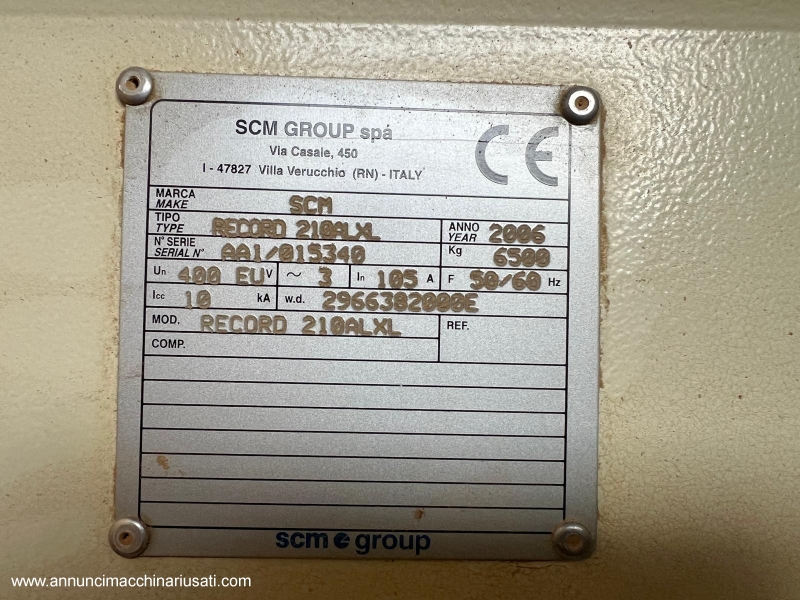 SCM GROUP spa
Via Casale, 450
I - 47827 Villa Verucchio (RN) - ITALY
CE
MARCA
MAKE SCM
TIPO
TYPE RECORD 210ALXL
ANNO
YEAR 2006
N° SERIE
SERIAL N° AA1/015340
Kg 6500
Un 400 EU V ~ 3 In 105 A F 50/60 Hz
Icc 10 kA w.d. 2966382000E
MOD. RECORD 210ALXL REF.
COMP.
scm group
www.annuncimacchinariusati.com